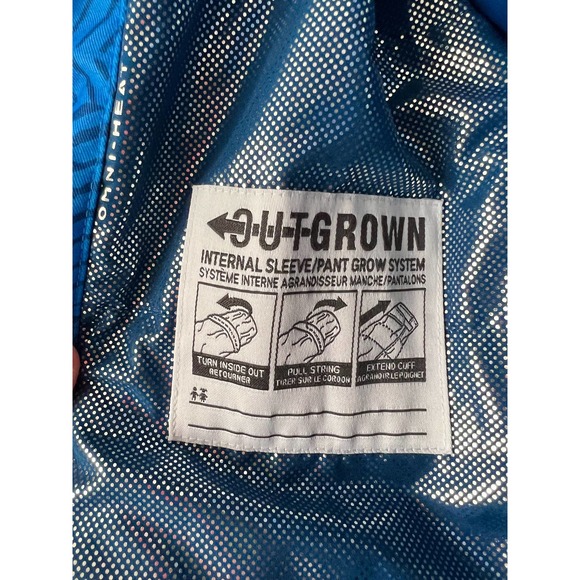 OMNI-HEAT
OUTGROWN
INTERNAL SLEEVE/PANT GROW SYSTEM
SYSTÈME INTERNE AGRANDISSEUR MANCHE/PANTALONS
TURN INSIDE OUT
RETOURNER
PULL STRING
TIRER SUR LE CORDON
EXTEND CUFF
AGRANDIR LE POIGNET